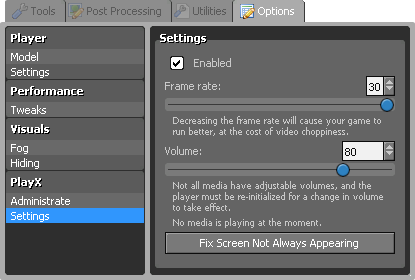 Tools
Post Processing
Utilities
Options
Player
Model
Settings
Performance
Tweaks
Visuals
Fog
Hiding
PlayX
Administrate
Settings
Settings
Enabled
Frame rate:
30
Decreasing the frame rate will cause your game to
run better, at the cost of video choppiness.
Volume:
80
Not all media have adjustable volumes, and the
player must be re-initialized for a change in volume
to take effect.
No media is playing at the moment.
Fix Screen Not Always Appearing